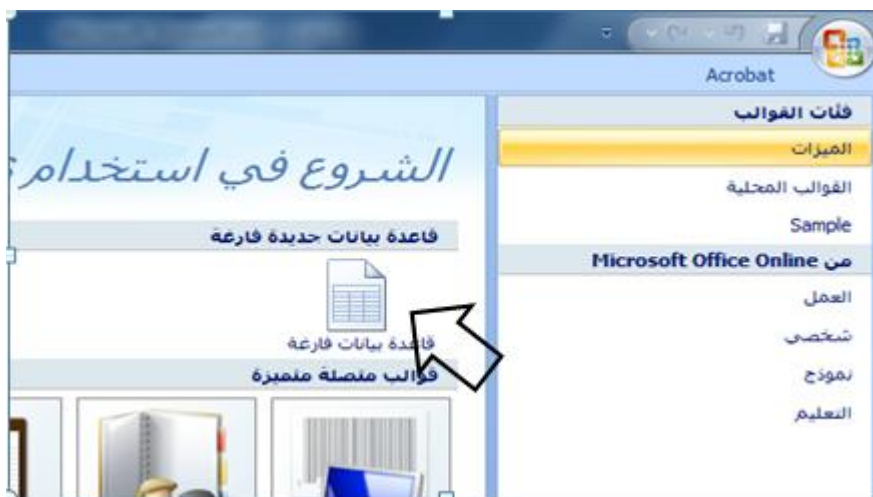 Acrobat
فئات القوالب
الميزات
القوالب المحلية
Sample
من Microsoft Office Online
العمل
شخصي
نموذج
التعليم
الشروع في استخدام
قاعدة بيانات جديدة فارغة
قاعدة بيانات فارغة
قوالب متصلة متميزة